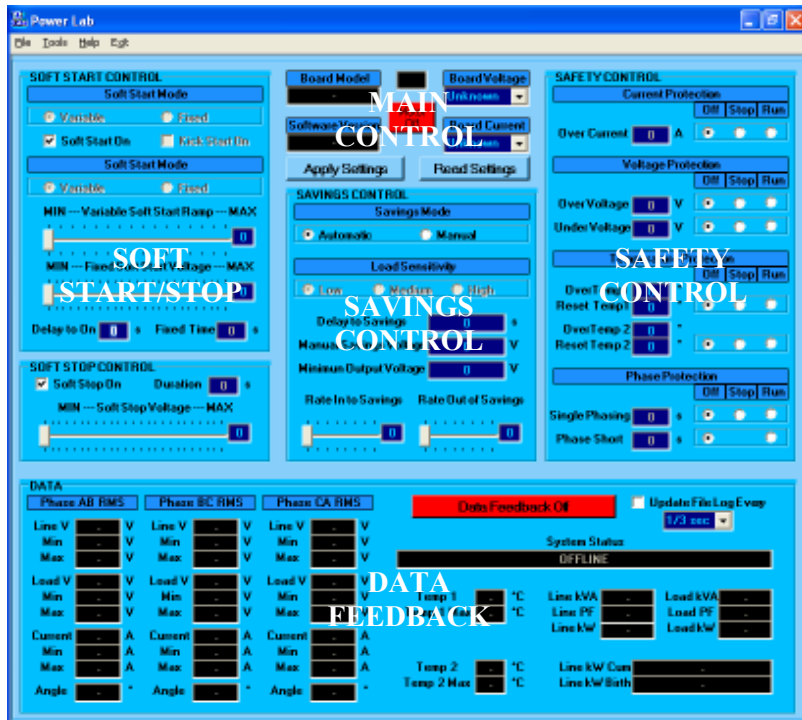 Power Lab
File Tools Help Exit
SOFT START CONTROL
Soft Start Mode
Variable Fixed
Soft Start On Kick Start On
Soft Start Mode
Variable Fixed
MIN --- Variable Soft Start Ramp --- MAX
0
MIN --- Fixed Soft Start Voltage --- MAX
0
Delay to On 0 s Fixed Time 0 s
SOFT START/STOP
SOFT STOP CONTROL
Soft Stop On Duration 0 s
MIN --- Soft Stop Voltage --- MAX
0
Board Model Board Voltage
- Unknown
Software Version Board Current
- Unknown
MAIN CONTROL
Apply Settings Read Settings
SAVINGS CONTROL
Savings Mode
Automatic Manual
Load Sensitivity
Low Medium High
Delay to Savings 0 s
Manual 0 V
Minimun Output Voltage 0 V
Rate In to Savings Rate Out of Savings
0 0
SAVINGS CONTROL
SAFETY CONTROL
Current Protection
Off Stop Run
Over Current 0 A
Voltage Protection
Off Stop Run
Over Voltage 0 V
Under Voltage 0 V
Protection
Off Stop Run
OverTemp 0 °
Reset Temp1 0 °
OverTemp 2 0 °
Reset Temp 2 0 °
SAFETY CONTROL
Phase Protection
Off Stop Run
Single Phasing 0 s
Phase Short 0 s
DATA
Phase AB RMS Phase BC RMS Phase CA RMS
Data Feedback Off
Update File Log Every
1/3 sec
Line V - V Line V - V Line V - V
Min - V Min - V Min - V
Max - V Max - V Max - V
System Status
OFFLINE
Load V - V Load V - V Load V - V
Min - V Min - V Min - V
Max - V Max - V Max - V
DATA FEEDBACK
Temp 1 - °C Line kVA - Load kVA -
Temp 1 Max - °C Line PF - Load PF -
Line kW - Load kW -
Current - A Current - A Current - A
Min - A Min - A Min - A
Max - A Max - A Max - A
Temp 2 - °C Line kW Cum -
Temp 2 Max - °C Line kW Birth -
Angle - ° Angle - ° Angle - °